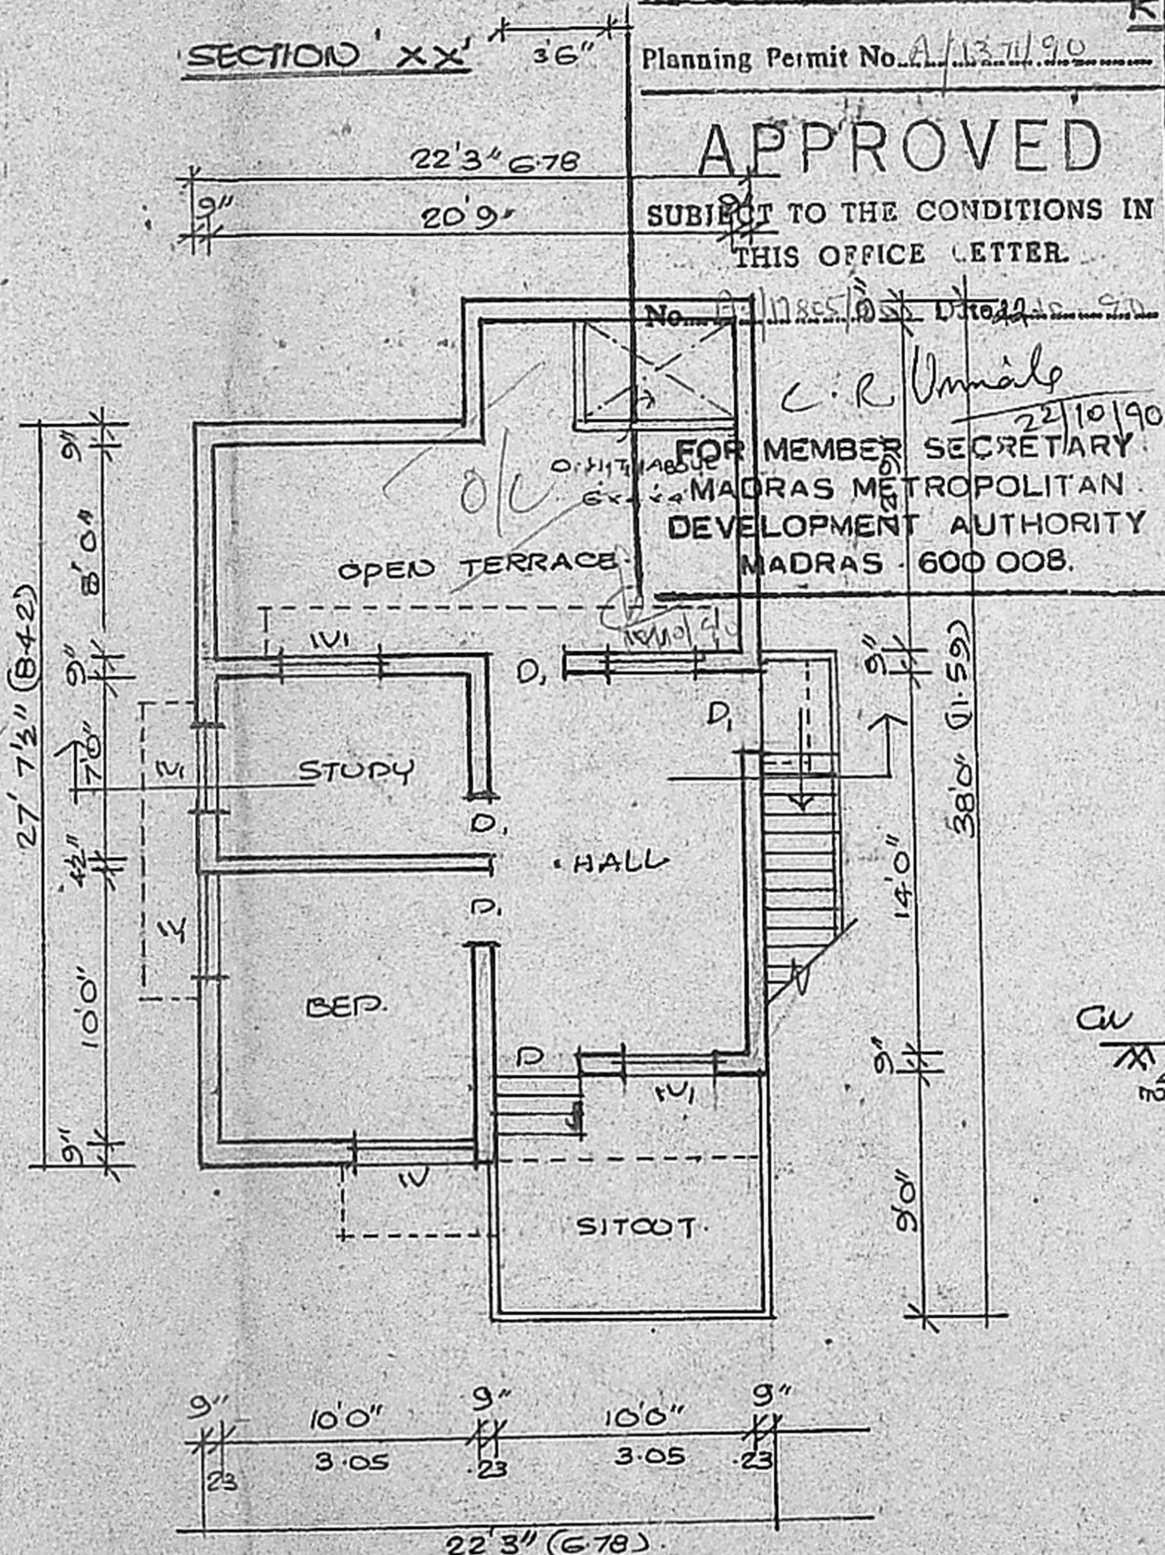 SECTION 'XX'
3'6"
Planning Permit No.
APPROVED
SUBJECT TO THE CONDITIONS IN
THIS OFFICE LETTER.
No.
C. R.
22/10/90
FOR MEMBER SECRETARY
MADRAS METROPOLITAN
DEVELOPMENT AUTHORITY
MADRAS . 600 008.
22'3" 6.78
9"
20'9"
OPEN TERRACE.
W1
D1
D1
STUDY
D1
HALL
D1
BED.
D
W1
W
SITOUT.
9"
8'0"
9"
7'0"
4½"
10'0"
9"
27' 7½" (8.42)
9"
14'0"
9"
9'0"
38'0" (11.59)
9"
10'0"
9"
10'0"
9"
.23
3.05
.23
3.05
.23
22'3" (6.78).